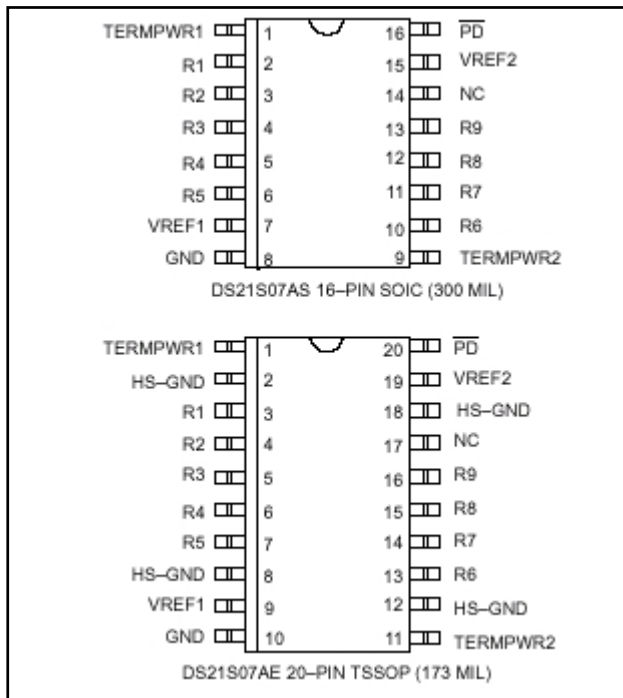 TERMPWR1 1 16 PD
R1 2 15 VREF2
R2 3 14 NC
R3 4 13 R9
R4 5 12 R8
R5 6 11 R7
VREF1 7 10 R6
GND 8 9 TERMPWR2
DS21S07AS 16–PIN SOIC (300 MIL)
TERMPWR1 1 20 PD
HS–GND 2 19 VREF2
R1 3 18 HS–GND
R2 4 17 NC
R3 5 16 R9
R4 6 15 R8
R5 7 14 R7
HS–GND 8 13 R6
VREF1 9 12 HS–GND
GND 10 11 TERMPWR2
DS21S07AE 20–PIN TSSOP (173 MIL)